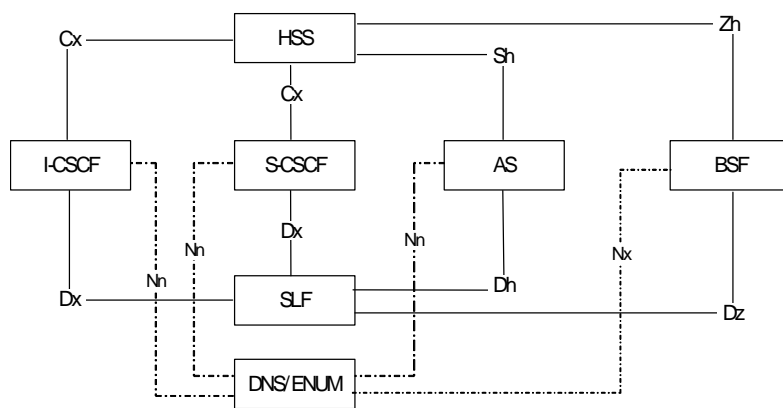 Cx
HSS
Zh
Sh
Cx
I-CSCF
S-CSCF
AS
BSF
Dx
Nn
Nn
Nx
Nn
Dx
SLF
Dh
Dz
DNS/ENUM